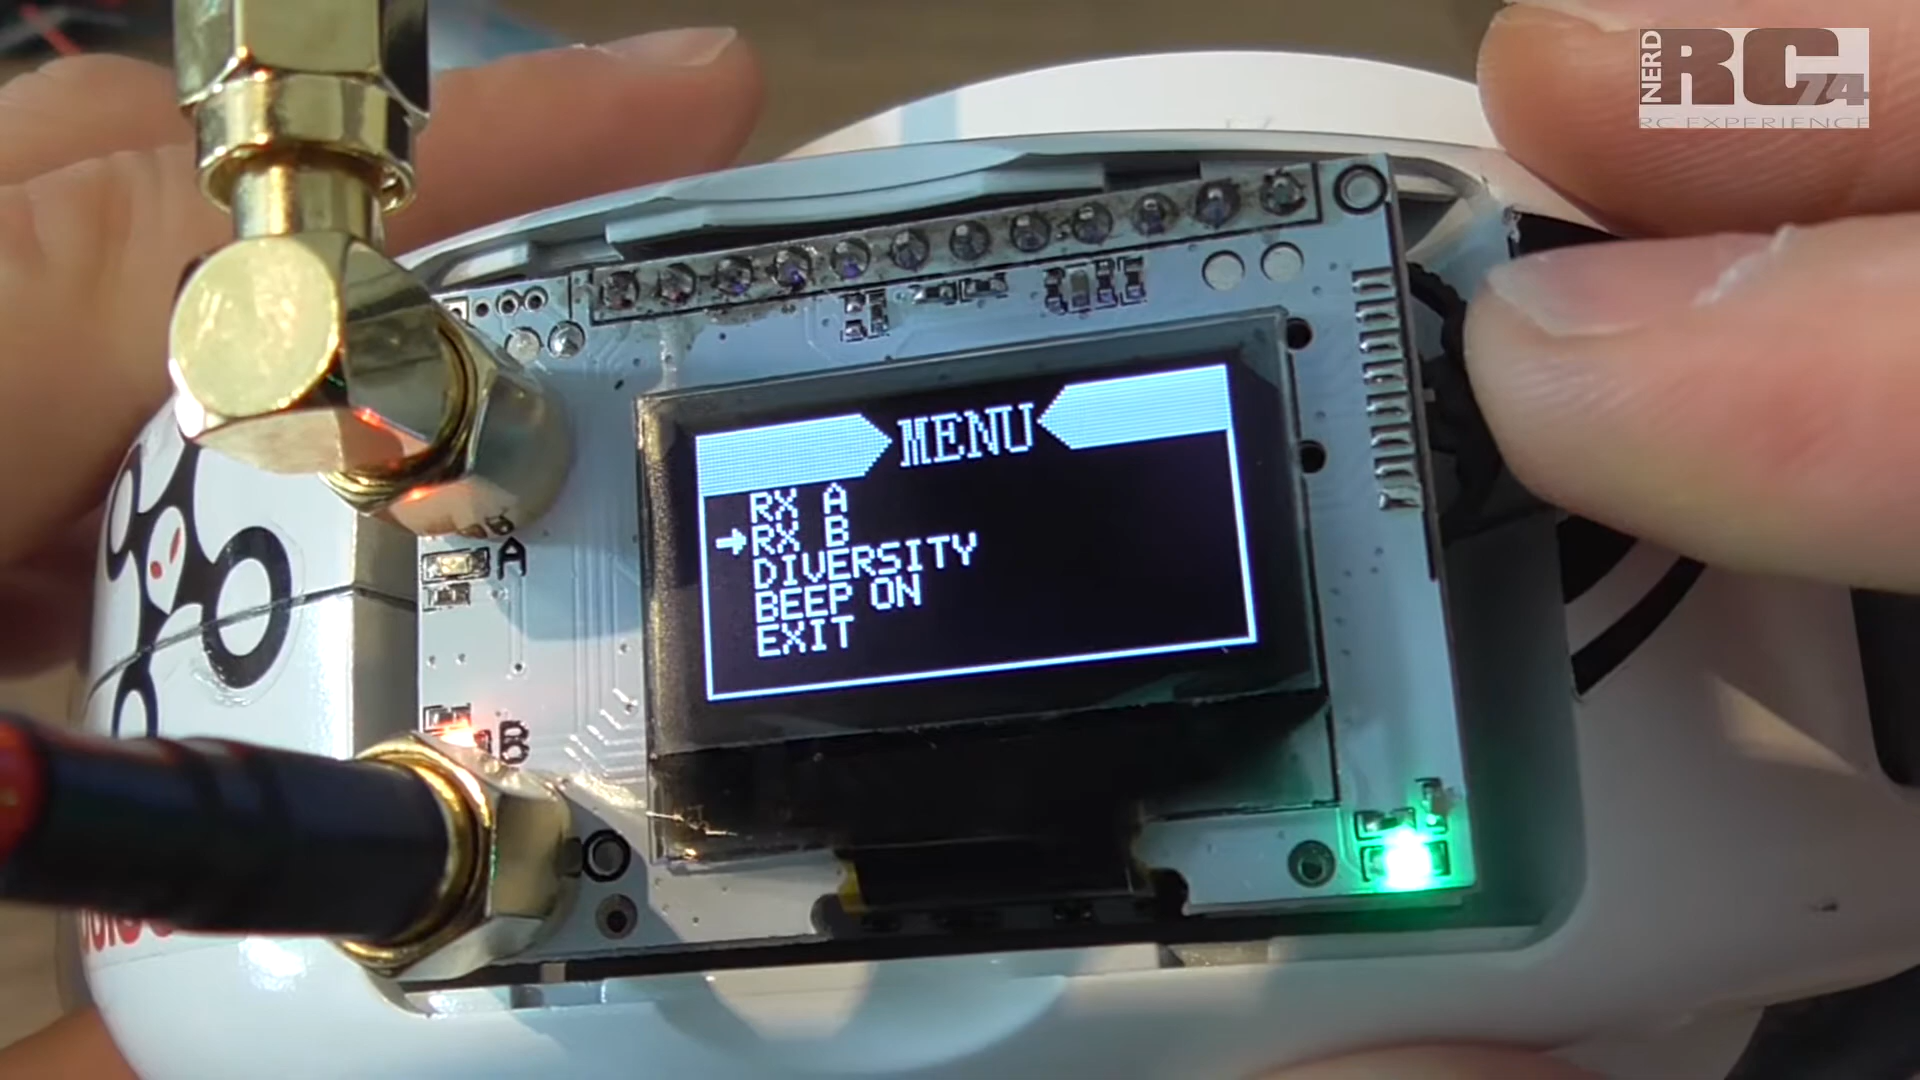 NERD RC 74
RC EXPERIENCE
MENU
RX A
RX B
DIVERSITY
BEEP ON
EXIT
A
B